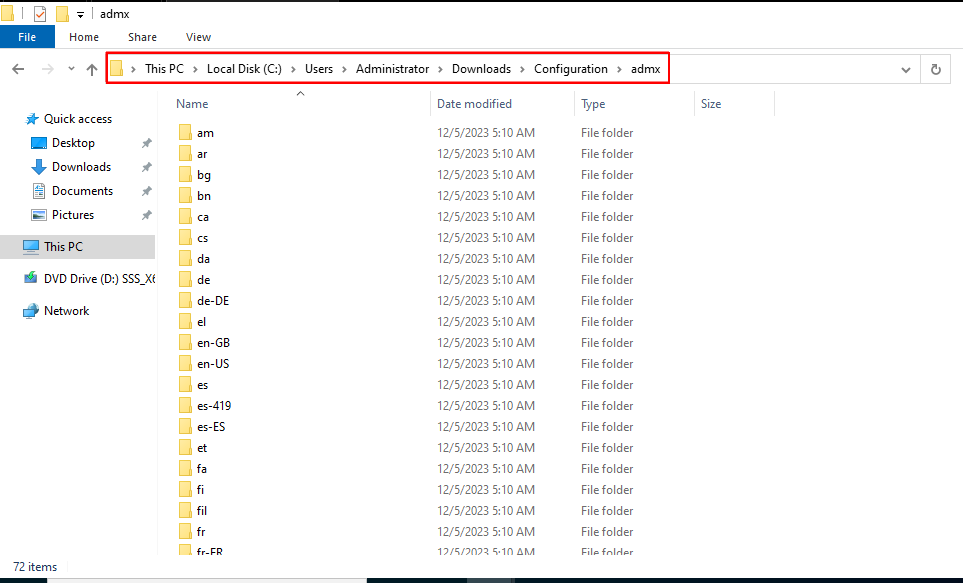 admx
File Home Share View
This PC > Local Disk (C:) > Users > Administrator > Downloads > Configuration > admx
Name Date modified Type Size
Quick access
Desktop
Downloads
Documents
Pictures
This PC
DVD Drive (D:) SSS_X6
Network
am 12/5/2023 5:10 AM File folder
ar 12/5/2023 5:10 AM File folder
bg 12/5/2023 5:10 AM File folder
bn 12/5/2023 5:10 AM File folder
ca 12/5/2023 5:10 AM File folder
cs 12/5/2023 5:10 AM File folder
da 12/5/2023 5:10 AM File folder
de 12/5/2023 5:10 AM File folder
de-DE 12/5/2023 5:10 AM File folder
el 12/5/2023 5:10 AM File folder
en-GB 12/5/2023 5:10 AM File folder
en-US 12/5/2023 5:10 AM File folder
es 12/5/2023 5:10 AM File folder
es-419 12/5/2023 5:10 AM File folder
es-ES 12/5/2023 5:10 AM File folder
et 12/5/2023 5:10 AM File folder
fa 12/5/2023 5:10 AM File folder
fi 12/5/2023 5:10 AM File folder
fil 12/5/2023 5:10 AM File folder
fr 12/5/2023 5:10 AM File folder
fr-FR 12/5/2023 5:10 AM File folder
72 items